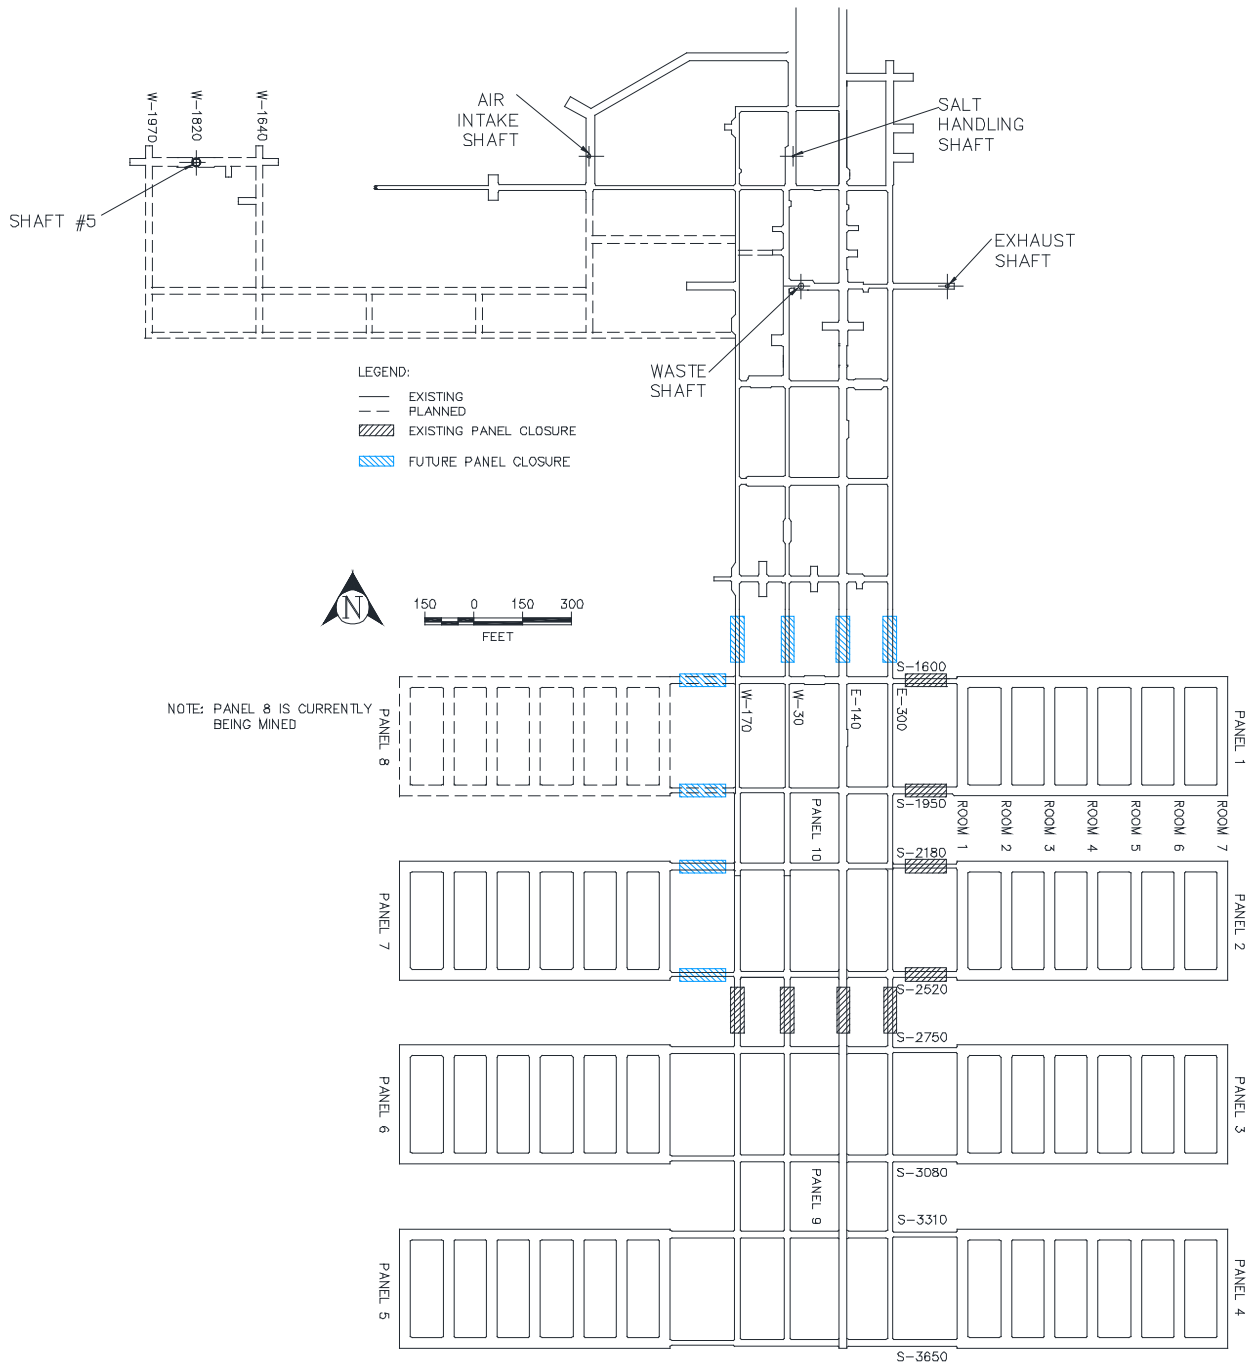 W-1970
W-1820
W-1640
AIR
INTAKE
SHAFT
SALT
HANDLING
SHAFT
SHAFT #5
EXHAUST
SHAFT
WASTE
SHAFT
LEGEND:
EXISTING
PLANNED
EXISTING PANEL CLOSURE
FUTURE PANEL CLOSURE
N
150 0 150 300
FEET
S-1600
W-170
W-30
E-140
E-300
NOTE: PANEL 8 IS CURRENTLY
BEING MINED
PANEL 8
PANEL 1
S-1950
PANEL 10
ROOM 1
ROOM 2
ROOM 3
ROOM 4
ROOM 5
ROOM 6
ROOM 7
S-2180
PANEL 7
PANEL 2
S-2520
S-2750
PANEL 6
PANEL 3
S-3080
PANEL 9
S-3310
PANEL 5
PANEL 4
S-3650